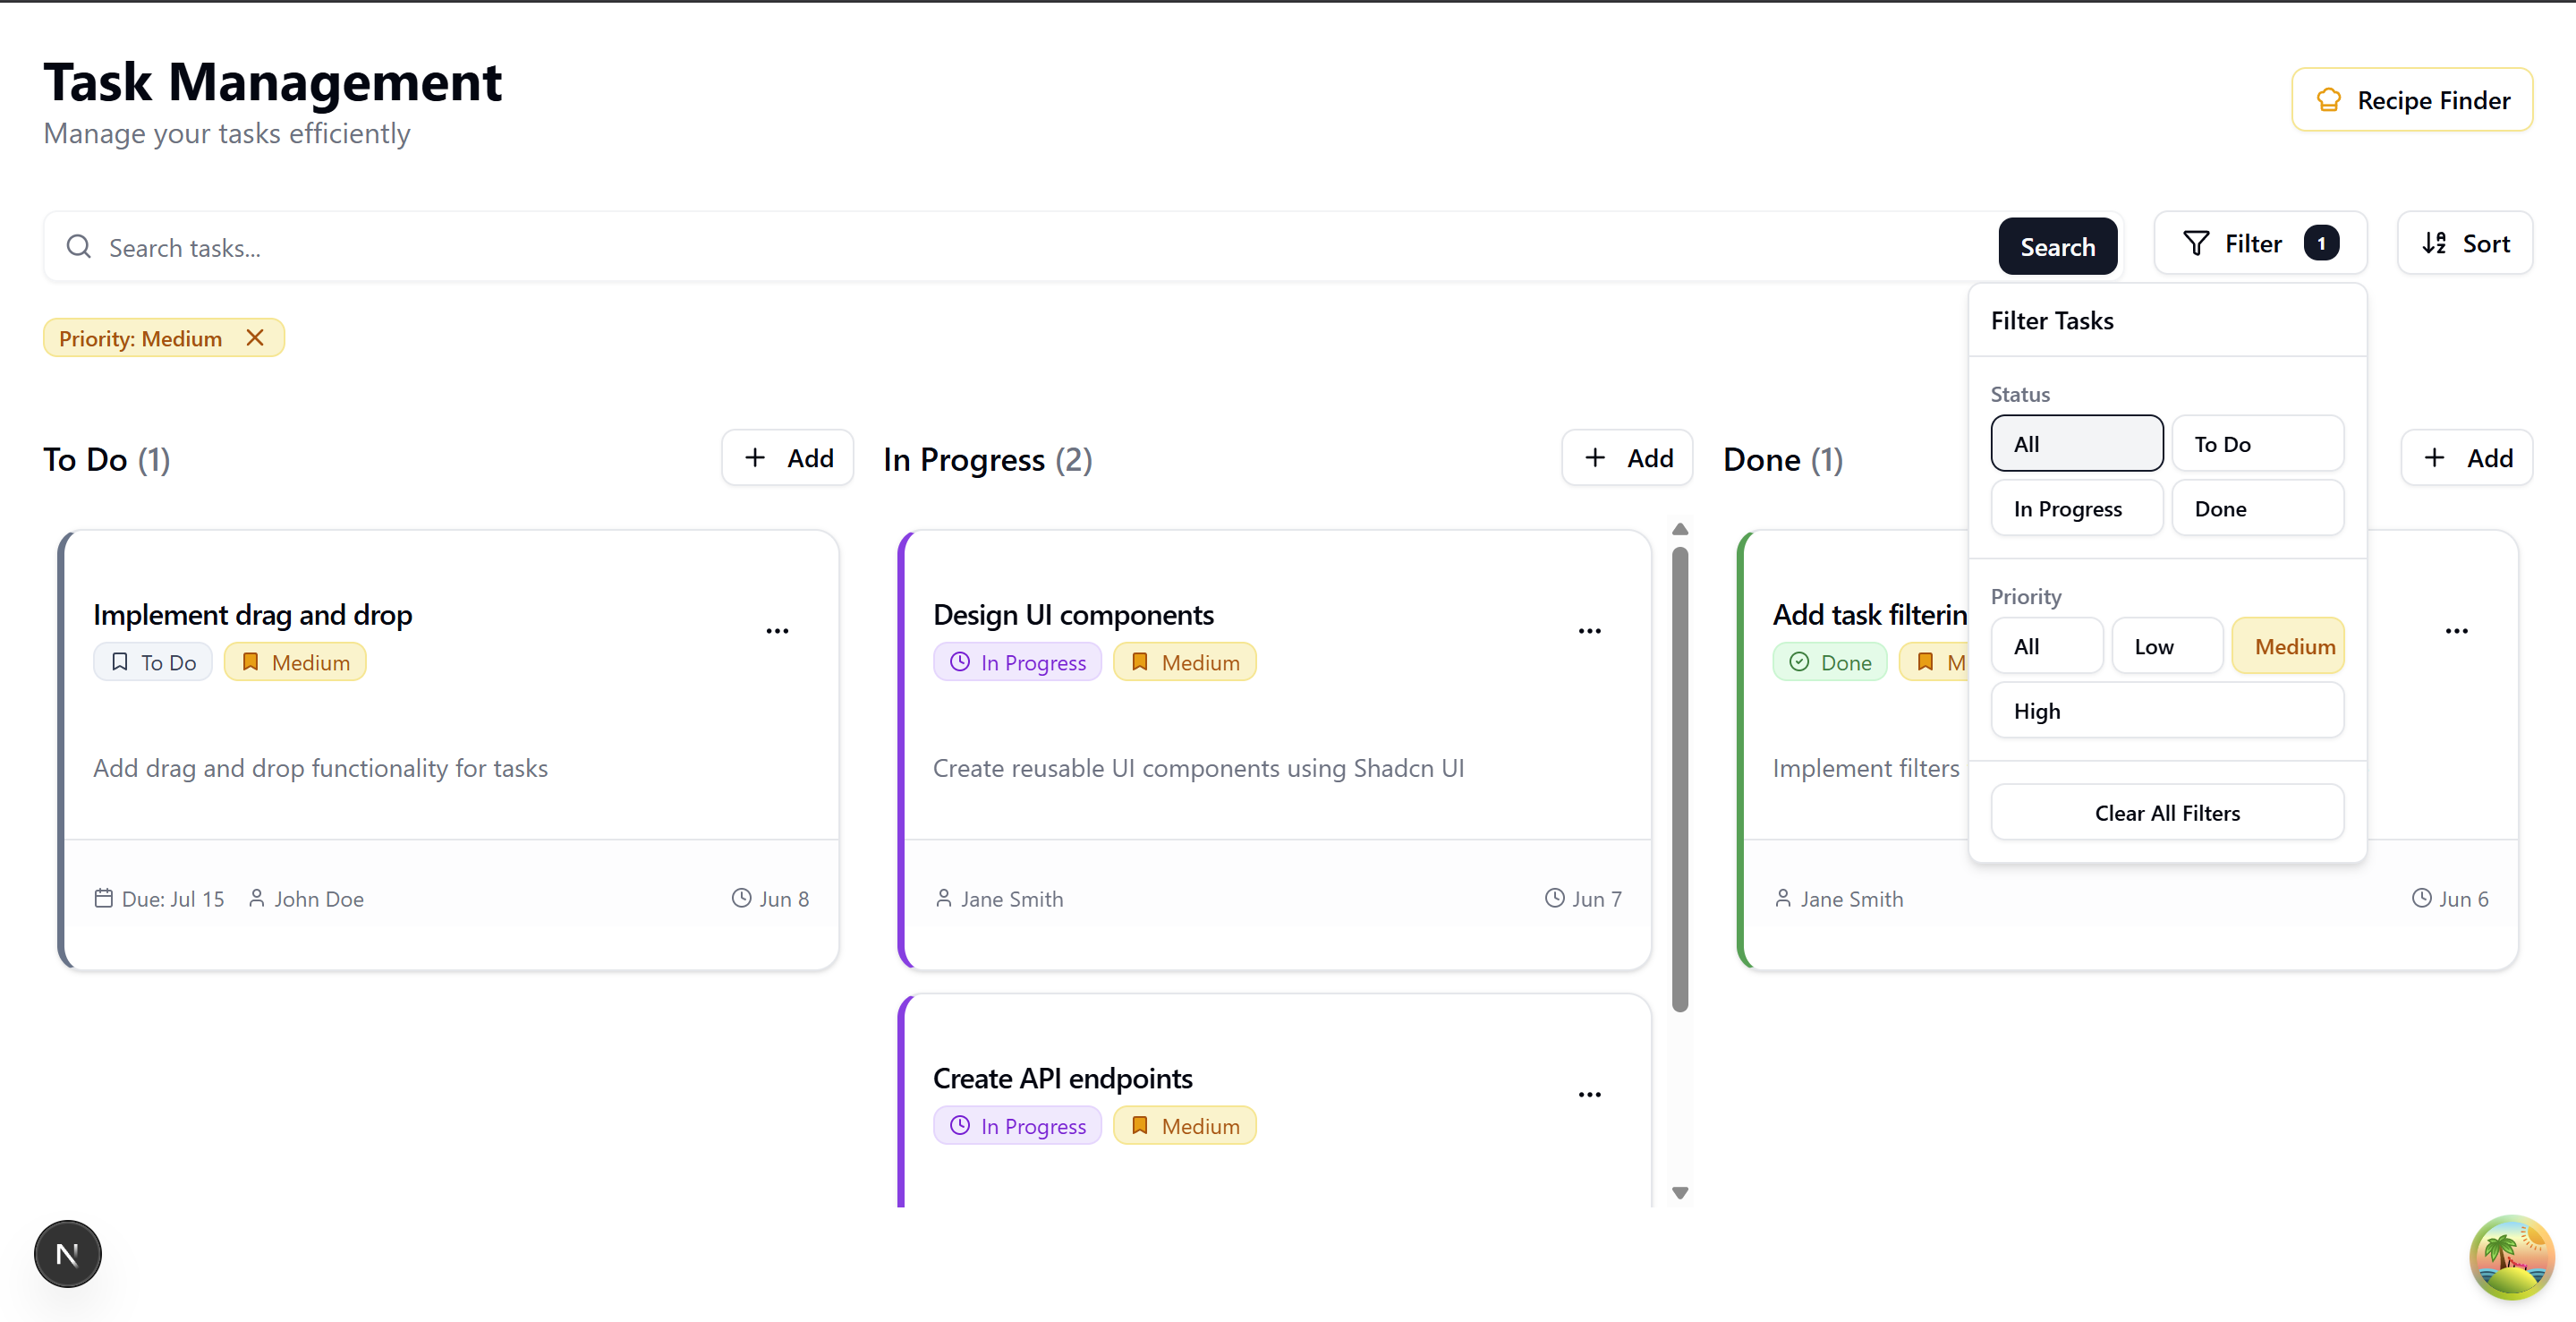 Task Management
Manage your tasks efficiently
Recipe Finder
Search tasks...
Search
Filter 1
Sort
Priority: Medium
Filter Tasks
Status
All
To Do
In Progress
Done
Priority
All
Low
Medium
High
Clear All Filters
To Do (1)
Add
Implement drag and drop
To Do
Medium
Add drag and drop functionality for tasks
Due: Jul 15
John Doe
Jun 8
In Progress (2)
Add
Design UI components
In Progress
Medium
Create reusable UI components using Shadcn UI
Jane Smith
Jun 7
Create API endpoints
In Progress
Medium
Done (1)
Add
Add task filterin
Done
M
Implement filters
Jane Smith
Jun 6
N